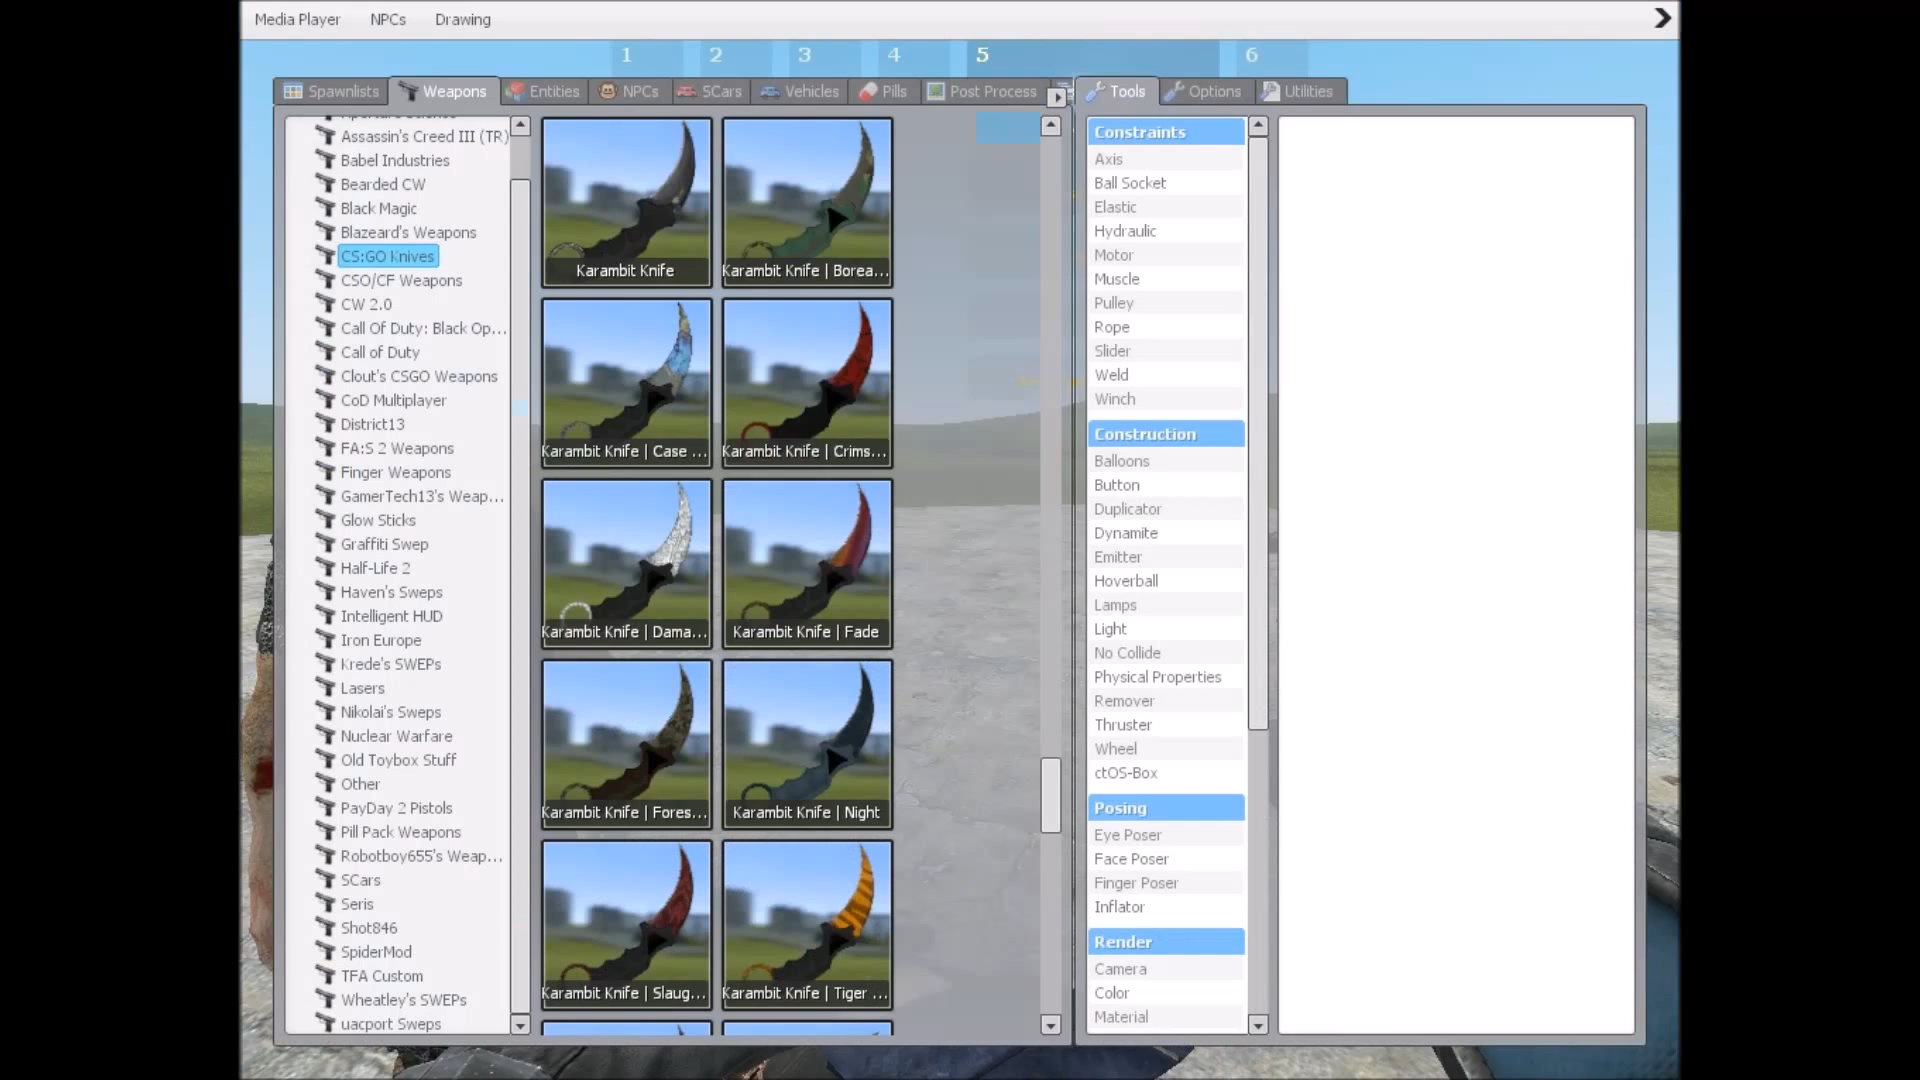 Media Player NPCs Drawing
1 2 3 4 5 6
Spawnlists Weapons Entities NPCs SCars Vehicles Pills Post Process
Tools Options Utilities
Assassin's Creed III (TR)
Babel Industries
Bearded CW
Black Magic
Blazeard's Weapons
CS:GO Knives
CSO/CF Weapons
CW 2.0
Call Of Duty: Black Op...
Call of Duty
Clout's CSGO Weapons
CoD Multiplayer
District13
FA:S 2 Weapons
Finger Weapons
GamerTech13's Weap...
Glow Sticks
Graffiti Swep
Half-Life 2
Haven's Sweps
Intelligent HUD
Iron Europe
Krede's SWEPs
Lasers
Nikolai's Sweps
Nuclear Warfare
Old Toybox Stuff
Other
PayDay 2 Pistols
Pill Pack Weapons
Robotboy655's Weap...
SCars
Seris
Shot846
SpiderMod
TFA Custom
Wheatley's SWEPs
uacport Sweps
Karambit Knife
Karambit Knife | Borea...
Karambit Knife | Case ...
Karambit Knife | Crims...
Karambit Knife | Dama...
Karambit Knife | Fade
Karambit Knife | Fores...
Karambit Knife | Night
Karambit Knife | Slaug...
Karambit Knife | Tiger ...
Constraints
Axis
Ball Socket
Elastic
Hydraulic
Motor
Muscle
Pulley
Rope
Slider
Weld
Winch
Construction
Balloons
Button
Duplicator
Dynamite
Emitter
Hoverball
Lamps
Light
No Collide
Physical Properties
Remover
Thruster
Wheel
ctOS-Box
Posing
Eye Poser
Face Poser
Finger Poser
Inflator
Render
Camera
Color
Material